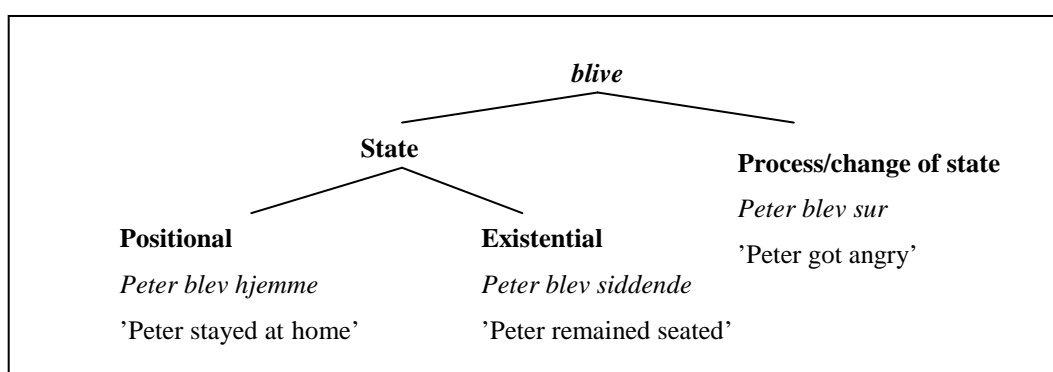 blive
State
Positional
Peter blev hjemme
’Peter stayed at home’
Existential
Peter blev siddende
’Peter remained seated’
Process/change of state
Peter blev sur
’Peter got angry’